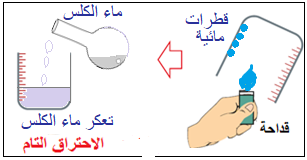 قطرات
مائية
قداحة
ماء الكلس
تعكر ماء الكلس
الاحتراق التام